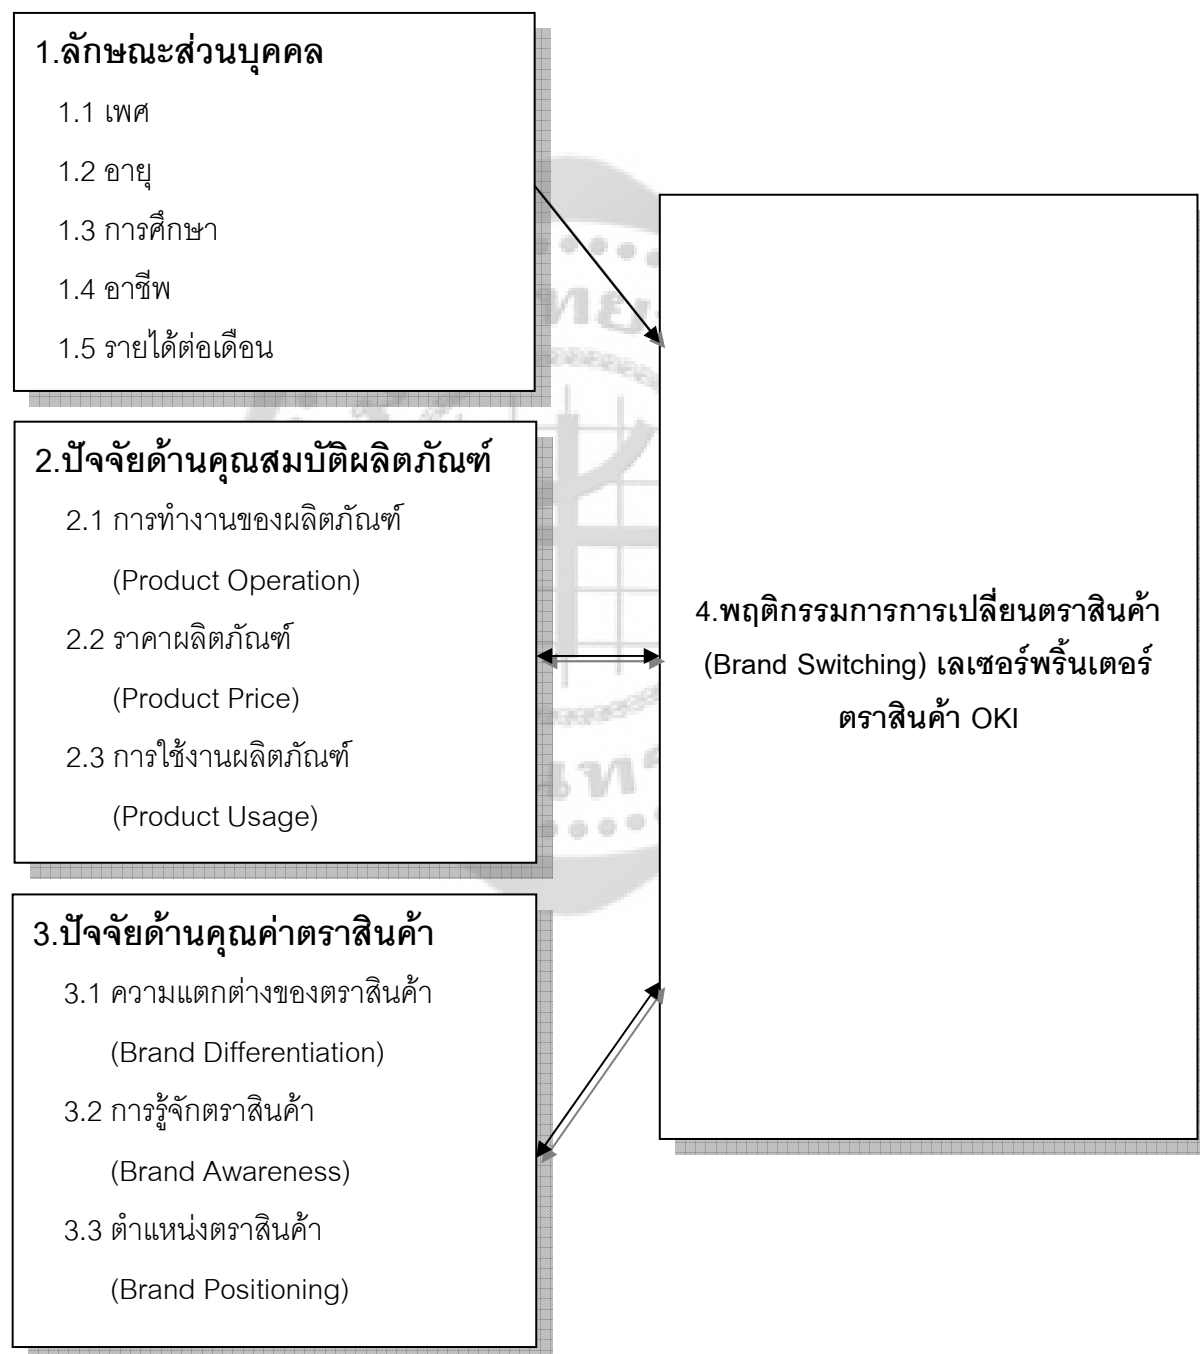 1.ลักษณะส่วนบุคคล
1.1 เพศ
1.2 อายุ
1.3 การศึกษา
1.4 อาชีพ
1.5 รายได้ต่อเดือน
2.ปัจจัยด้านคุณสมบัติผลิตภัณฑ์
2.1 การทำงานของผลิตภัณฑ์
(Product Operation)
2.2 ราคาผลิตภัณฑ์
(Product Price)
2.3 การใช้งานผลิตภัณฑ์
(Product Usage)
3.ปัจจัยด้านคุณค่าตราสินค้า
3.1 ความแตกต่างของตราสินค้า
(Brand Differentiation)
3.2 การรู้จักตราสินค้า
(Brand Awareness)
3.3 ตำแหน่งตราสินค้า
(Brand Positioning)
4.พฤติกรรมการการเปลี่ยนตราสินค้า
(Brand Switching) เลเซอร์พริ้นเตอร์
ตราสินค้า OKI